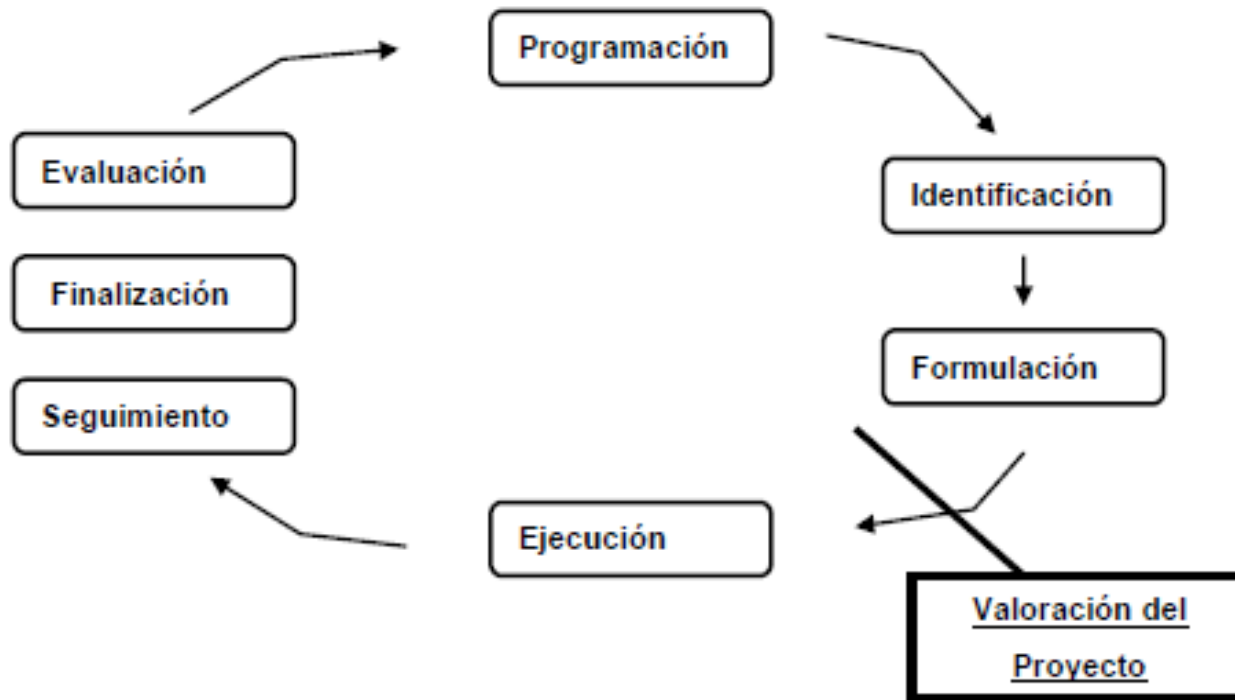 Programación
Evaluación
Identificación
Finalización
Formulación
Seguimiento
Ejecución
Valoración del
Proyecto